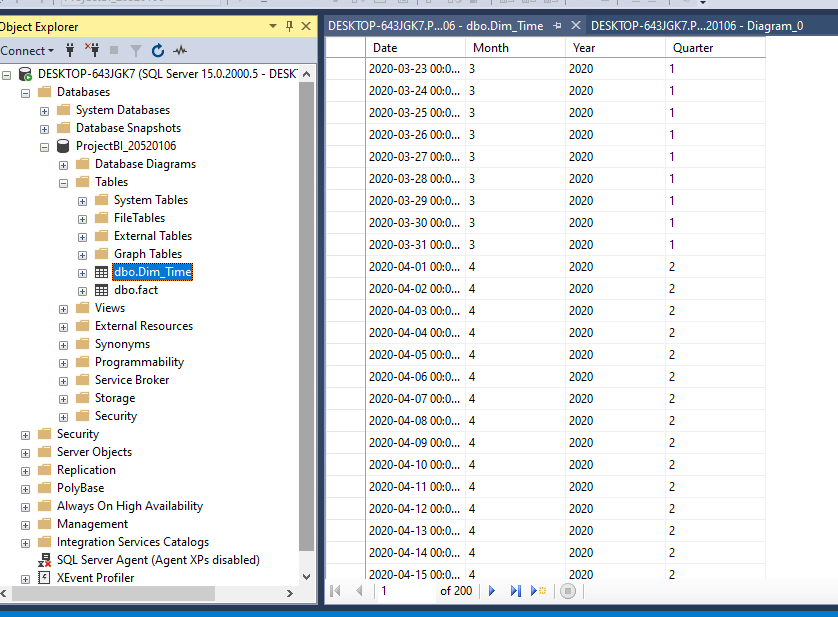 Object Explorer
Connect
DESKTOP-643JGK7 (SQL Server 15.0.2000.5 - DESKT
Databases
System Databases
Database Snapshots
ProjectBI_20520106
Database Diagrams
Tables
System Tables
FileTables
External Tables
Graph Tables
dbo.Dim_Time
dbo.fact
Views
External Resources
Synonyms
Programmability
Service Broker
Storage
Security
Security
Server Objects
Replication
PolyBase
Always On High Availability
Management
Integration Services Catalogs
SQL Server Agent (Agent XPs disabled)
XEvent Profiler
DESKTOP-643JGK7.P...06 - dbo.Dim_Time DESKTOP-643JGK7.P...20106 - Diagram_0
Date Month Year Quarter
2020-03-23 00:0... 3 2020 1
2020-03-24 00:0... 3 2020 1
2020-03-25 00:0... 3 2020 1
2020-03-26 00:0... 3 2020 1
2020-03-27 00:0... 3 2020 1
2020-03-28 00:0... 3 2020 1
2020-03-29 00:0... 3 2020 1
2020-03-30 00:0... 3 2020 1
2020-03-31 00:0... 3 2020 1
2020-04-01 00:0... 4 2020 2
2020-04-02 00:0... 4 2020 2
2020-04-03 00:0... 4 2020 2
2020-04-04 00:0... 4 2020 2
2020-04-05 00:0... 4 2020 2
2020-04-06 00:0... 4 2020 2
2020-04-07 00:0... 4 2020 2
2020-04-08 00:0... 4 2020 2
2020-04-09 00:0... 4 2020 2
2020-04-10 00:0... 4 2020 2
2020-04-11 00:0... 4 2020 2
2020-04-12 00:0... 4 2020 2
2020-04-13 00:0... 4 2020 2
2020-04-14 00:0... 4 2020 2
2020-04-15 00:0... 4 2020 2
1 of 200